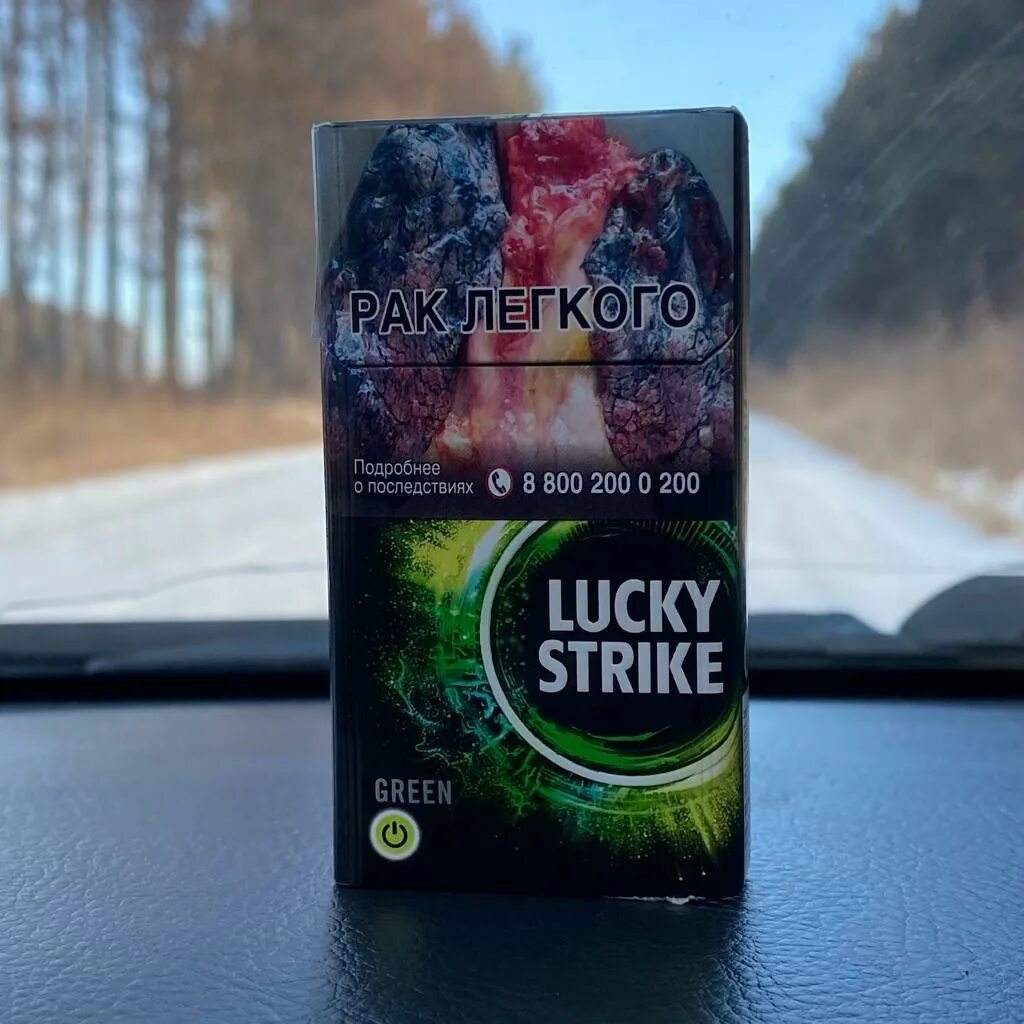 РАК ЛЕГКОГО
Подробнее
о последствиях 8 800 200 0 200
LUCKY
STRIKE
GREEN